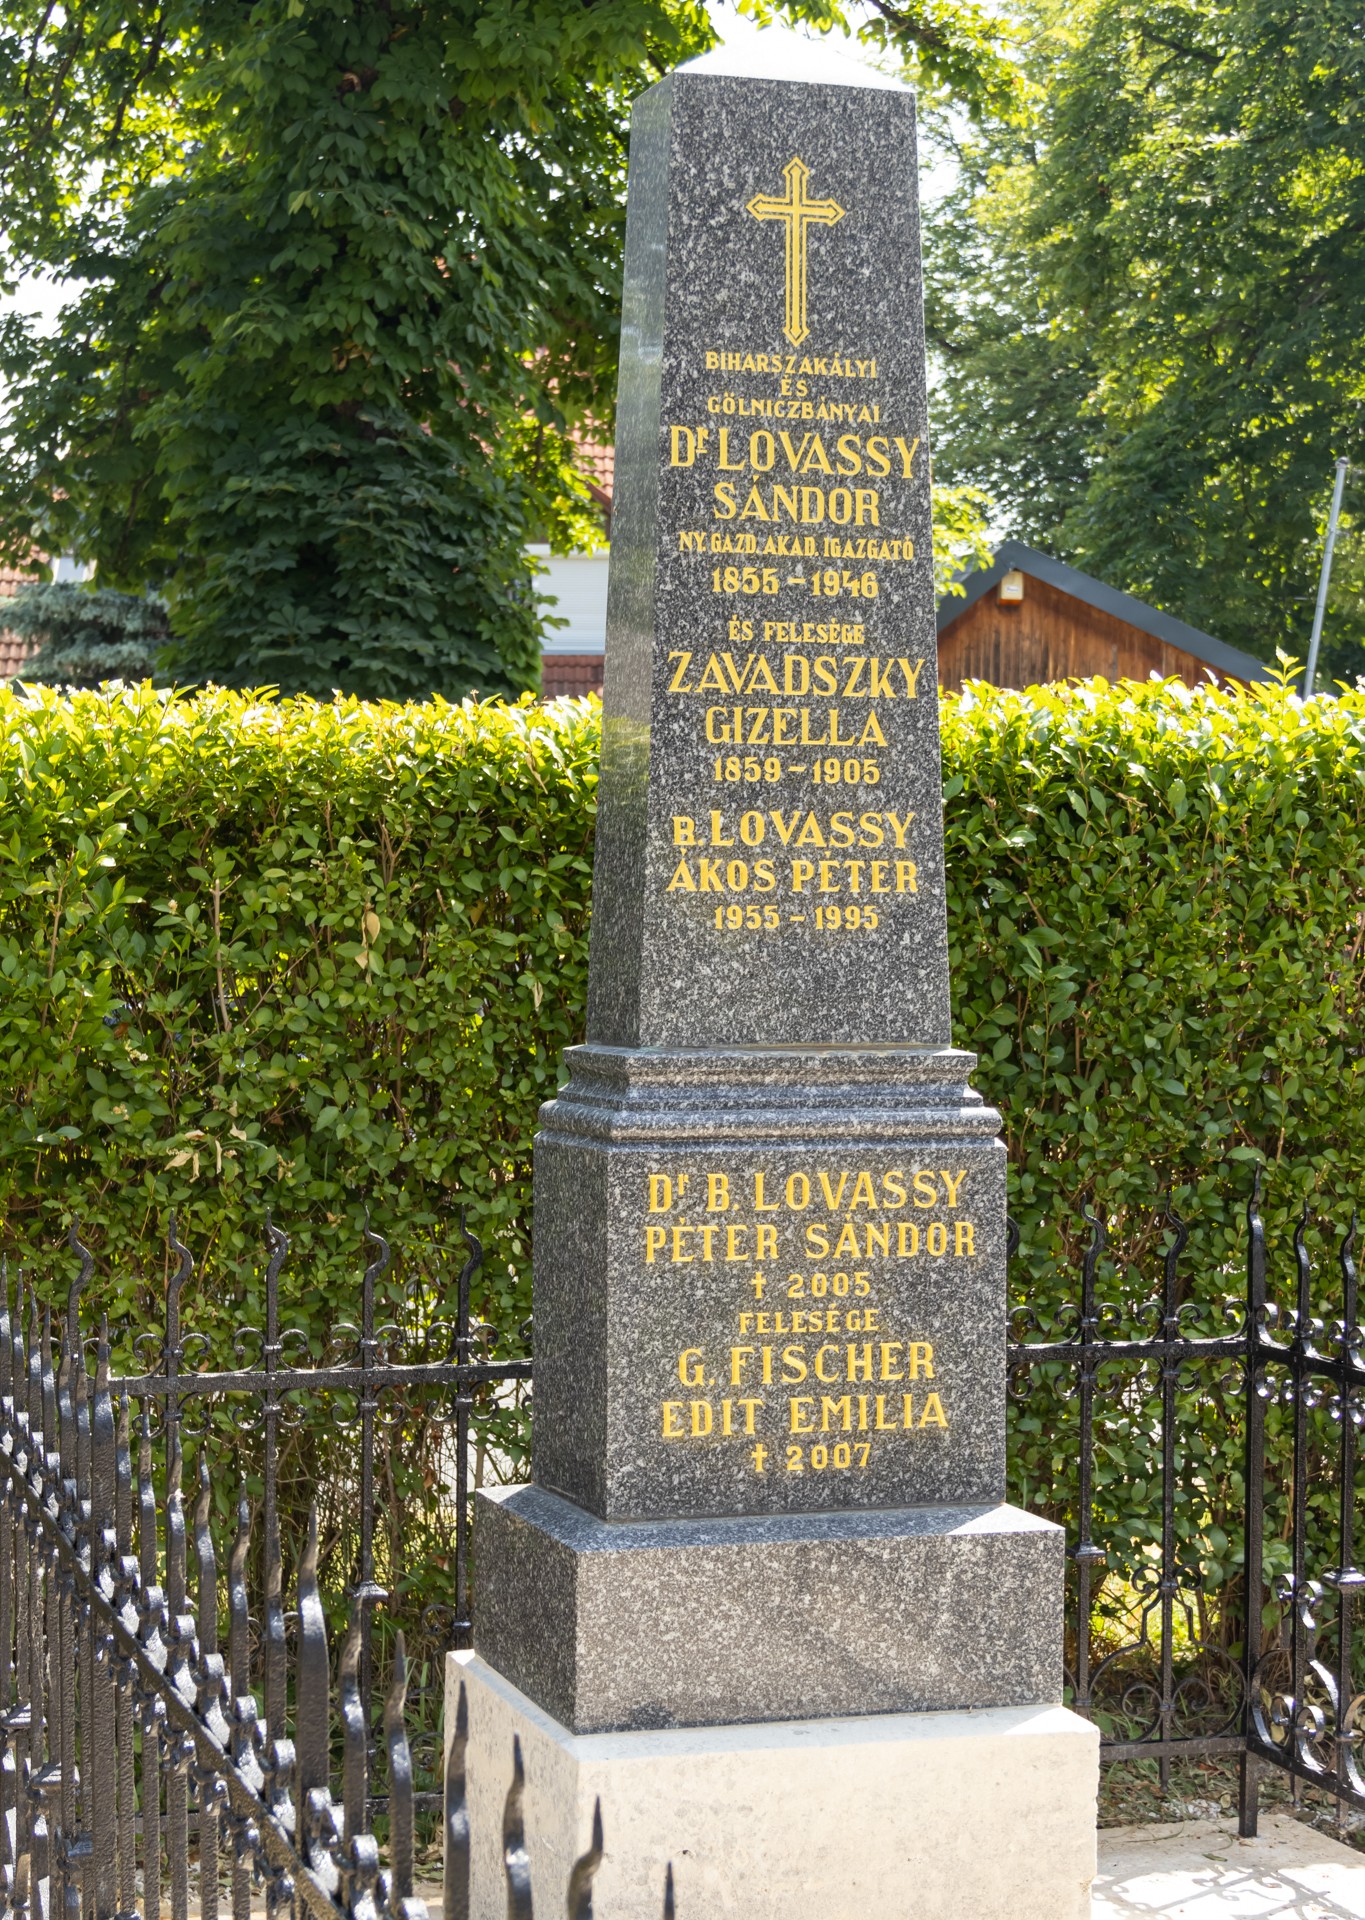 BIHARSZAKÁLYI
ÉS
GÖLNICZBÁNYAI
Dr LOVASSY
SÁNDOR
NY. GAZD. AKAD. IGAZGATÓ
1855 – 1946
ÉS FELESÉGE
ZAVADSZKY
GIZELLA
1859 – 1905
B. LOVASSY
ÁKOS PÉTER
1955 – 1995
Dr B. LOVASSY
PÉTER SÁNDOR
† 2005
FELESÉGE
G. FISCHER
EDIT EMILIA
† 2007